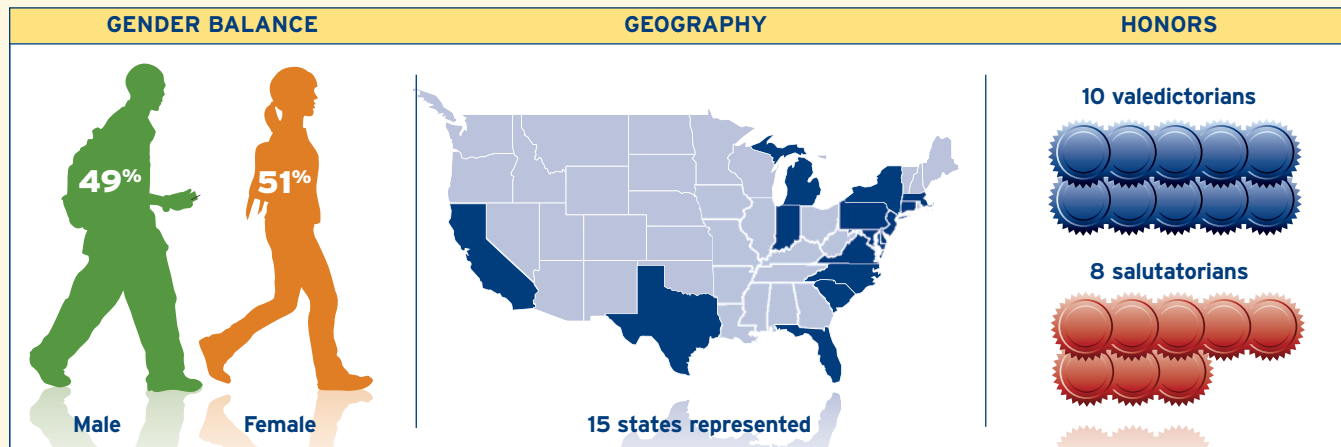 GENDER BALANCE
GEOGRAPHY
HONORS
49%
51%
Male
Female
15 states represented
10 valedictorians
8 salutatorians